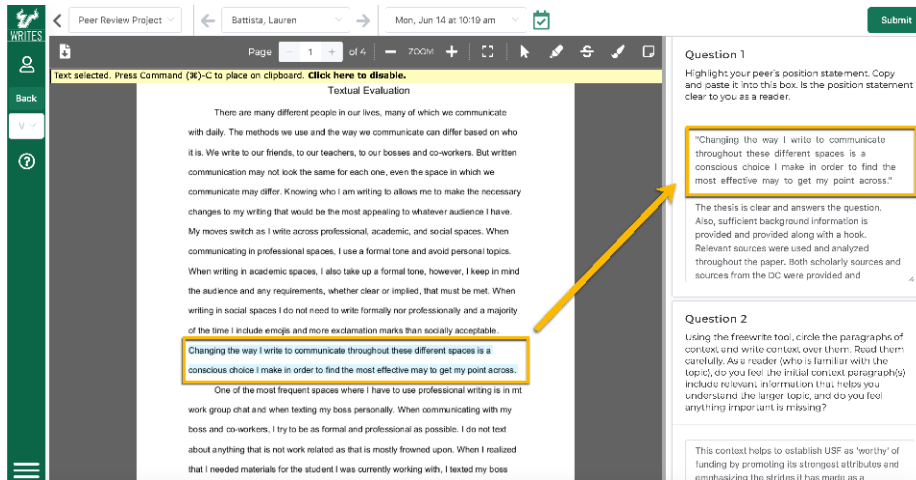 WRITES
Peer Review Project
Battista, Lauren
Mon, Jun 14 at 10:19 am
Submit
Back
V
Page
1
of 4
ZOOM
Text selected. Press Command (⌘)-C to place on clipboard. Click here to disable.
Textual Evaluation
There are many different people in our lives, many of which we communicate
with daily. The methods we use and the way we communicate can differ based on who
it is. We write to our friends, to our teachers, to our bosses and co-workers. But written
communication may not look the same for each one, even the space in which we
communicate may differ. Knowing who I am writing to allows me to make the necessary
changes to my writing that would be the most appealing to whatever audience I have.
My moves switch as I write across professional, academic, and social spaces. When
communicating in professional spaces, I use a formal tone and avoid personal topics.
When writing in academic spaces, I also take up a formal tone, however, I keep in mind
the audience and any requirements, whether clear or implied, that must be met. When
writing in social spaces I do not need to write formally nor professionally and a majority
of the time I include emojis and more exclamation marks than socially acceptable.
Changing the way I write to communicate throughout these different spaces is a
conscious choice I make in order to find the most effective may to get my point across.
One of the most frequent spaces where I have to use professional writing is in mt
work group chat and when texting my boss personally. When communicating with my
boss and co-workers, I try to be as formal and professional as possible. I do not text
about anything that is not work related as that is mostly frowned upon. When I realized
that I needed materials for the student I was currently working with, I texted my boss
Question 1
Highlight your peer's position statement. Copy
and paste it into this box. Is the position statement
clear to you as a reader.
"Changing the way I write to communicate
throughout these different spaces is a
conscious choice I make in order to find the
most effective may to get my point across."
The thesis is clear and answers the question.
Also, sufficient background information is
provided and provided along with a hook.
Relevant sources were used and analyzed
throughout the paper. Both scholarly sources and
sources from the DC were provided and
Question 2
Using the freewrite tool, circle the paragraphs of
context and write context over them. Read them
carefully. As a reader (who is familiar with the
topic), do you feel the initial context paragraph(s)
include relevant information that helps you
understand the larger topic, and do you feel
anything important is missing?
This context helps to establish USF as 'worthy' of
funding by promoting its strongest attributes and
emphasizing the strides it has made as a